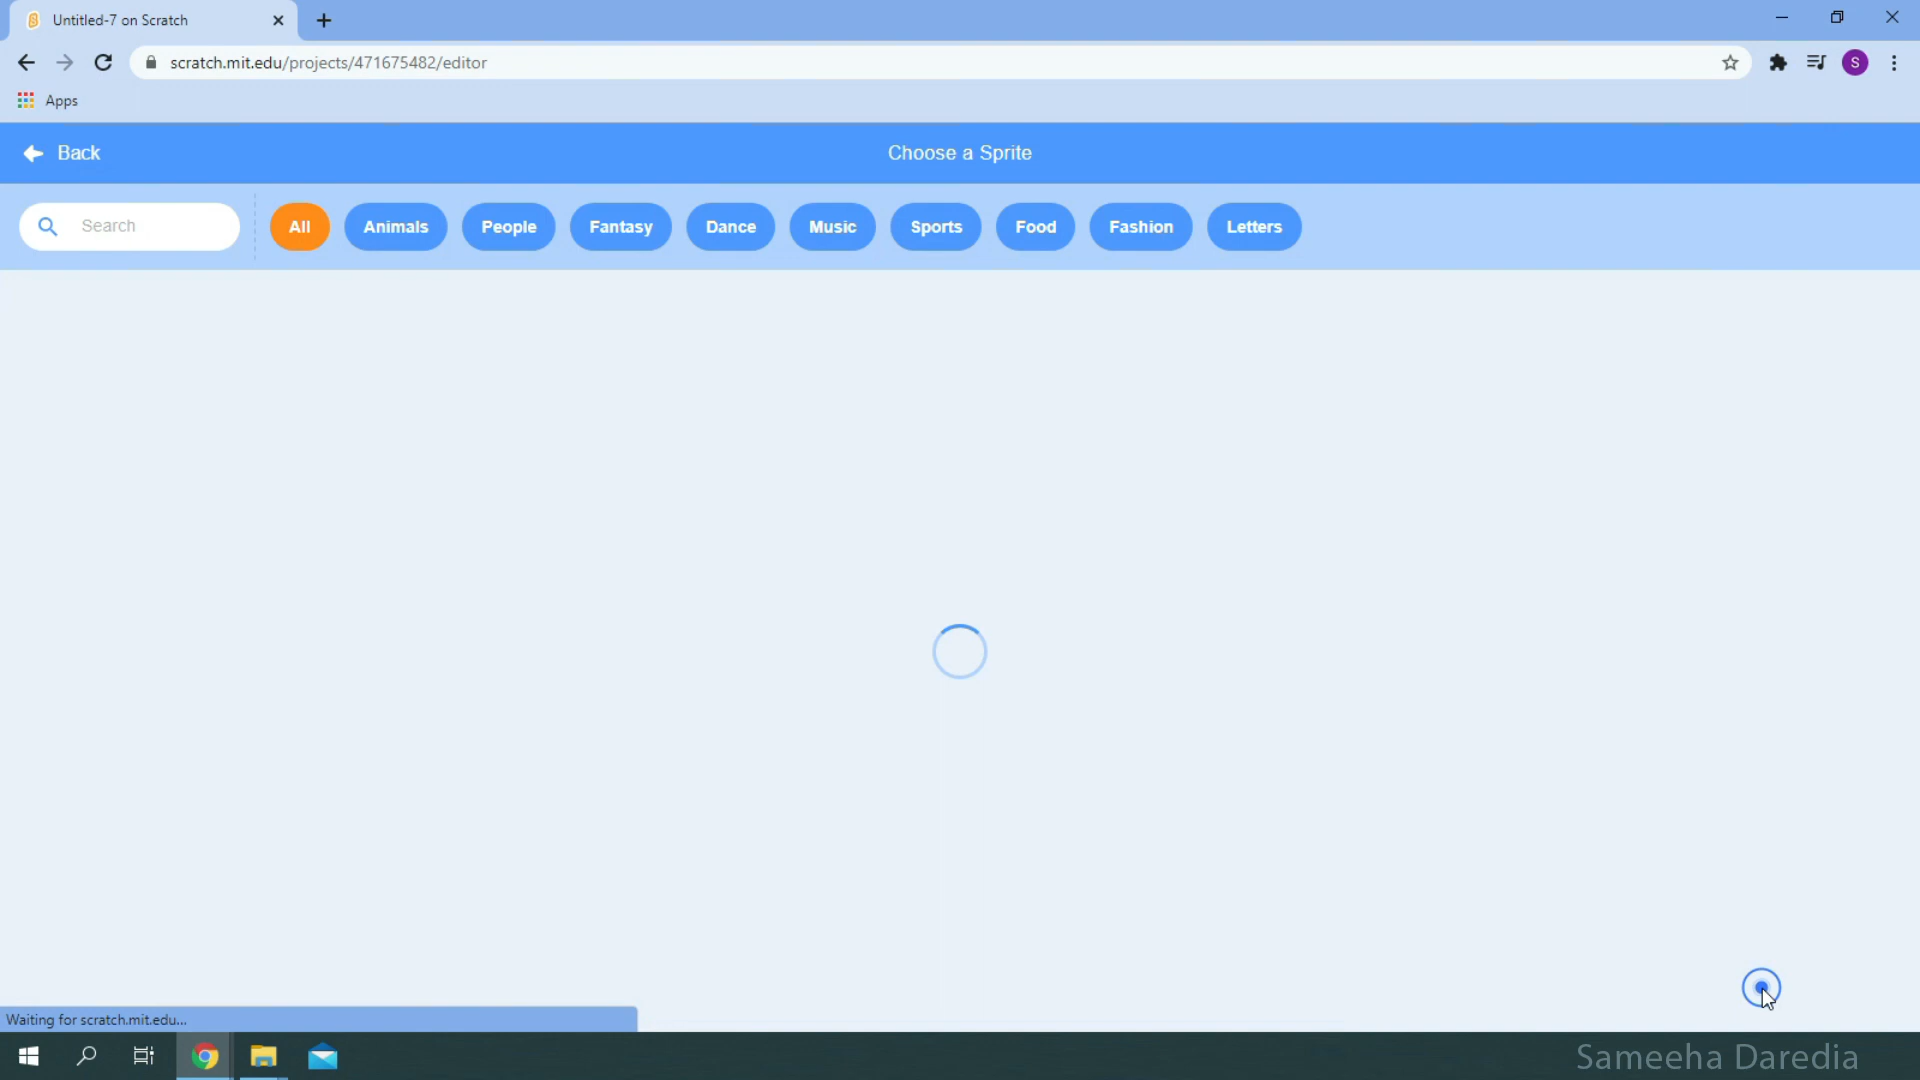 Untitled-7 on Scratch
scratch.mit.edu/projects/471675482/editor
S
Apps
Back
Choose a Sprite
Search
All
Animals
People
Fantasy
Dance
Music
Sports
Food
Fashion
Letters
Waiting for scratch.mit.edu...
Sameeha Daredia